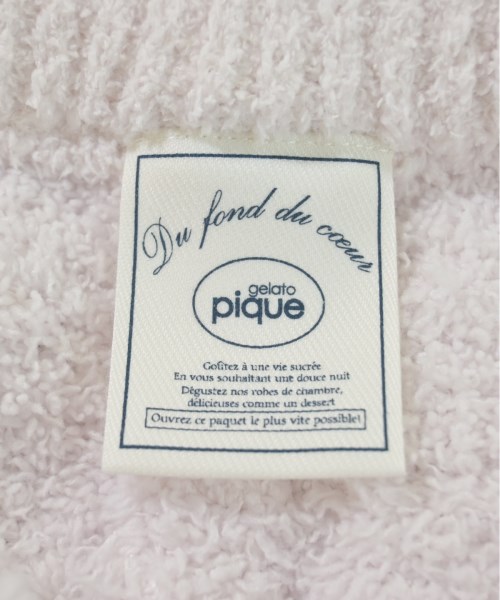 Du fond du cœur
gelato
pique
Goûtez à une vie sucrée
En vous souhaitant une douce nuit
Dégustez nos robes de chambre,
délicieuses comme un dessert
Ouvrez ce paquet le plus vite possible!